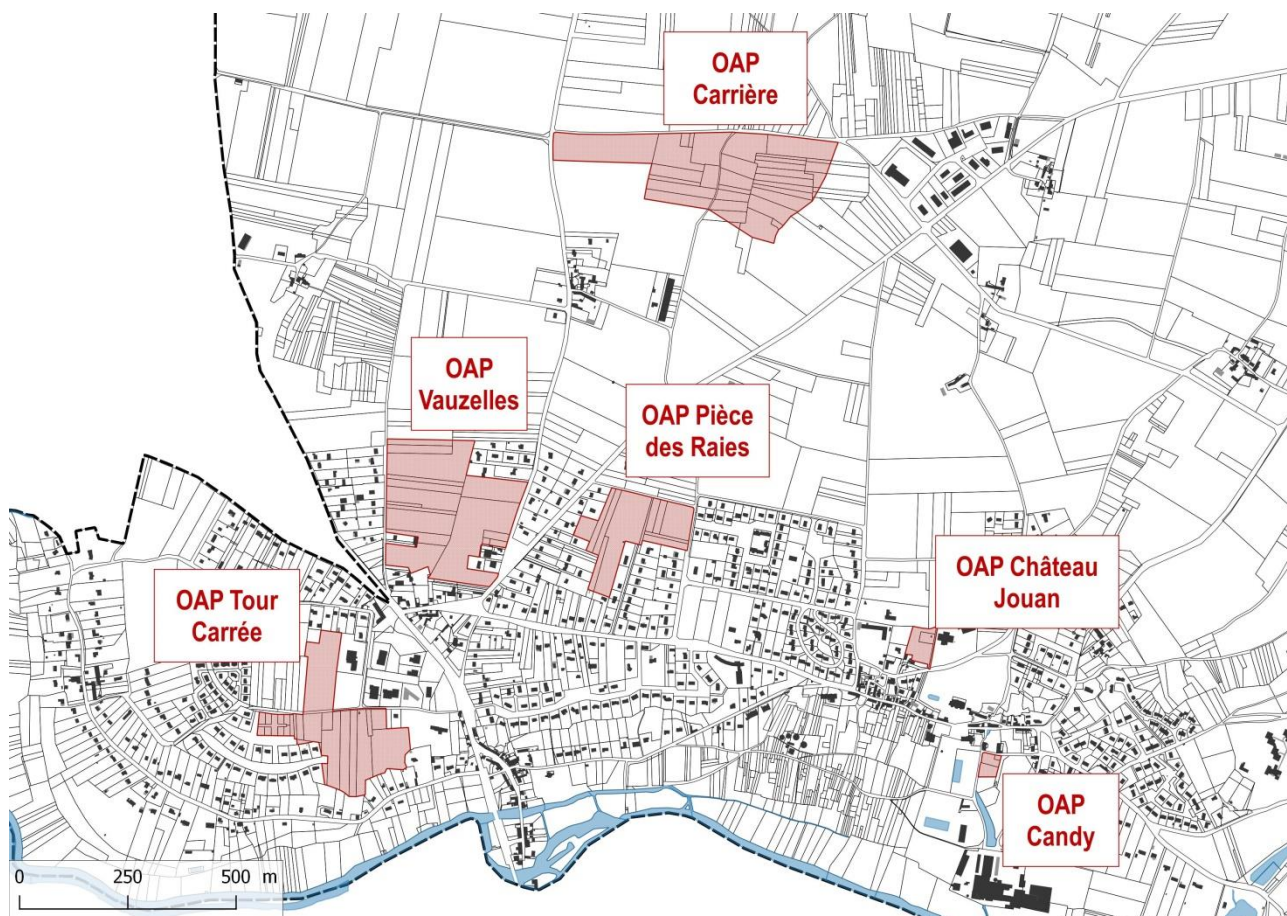 OAP
Carrière
OAP
Vauzelles
OAP Pièce
des Raies
OAP Château
Jouan
OAP Tour
Carrée
OAP
Candy
0 250 500 m